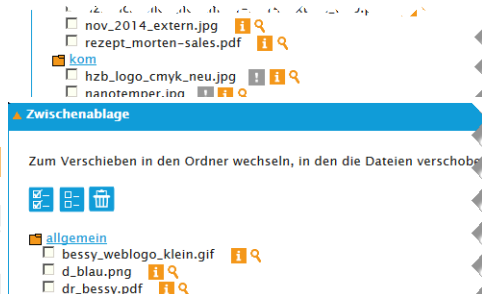 nov_2014_extern.jpg
rezept_morten-sales.pdf
kom
hzb_logo_cmyk_neu.jpg
nanotemper.jpg
Zwischenablage
Zum Verschieben in den Ordner wechseln, in den die Dateien
allgemein
bessy_weblogo_klein.gif
d_blau.png
dr_bessy.pdf